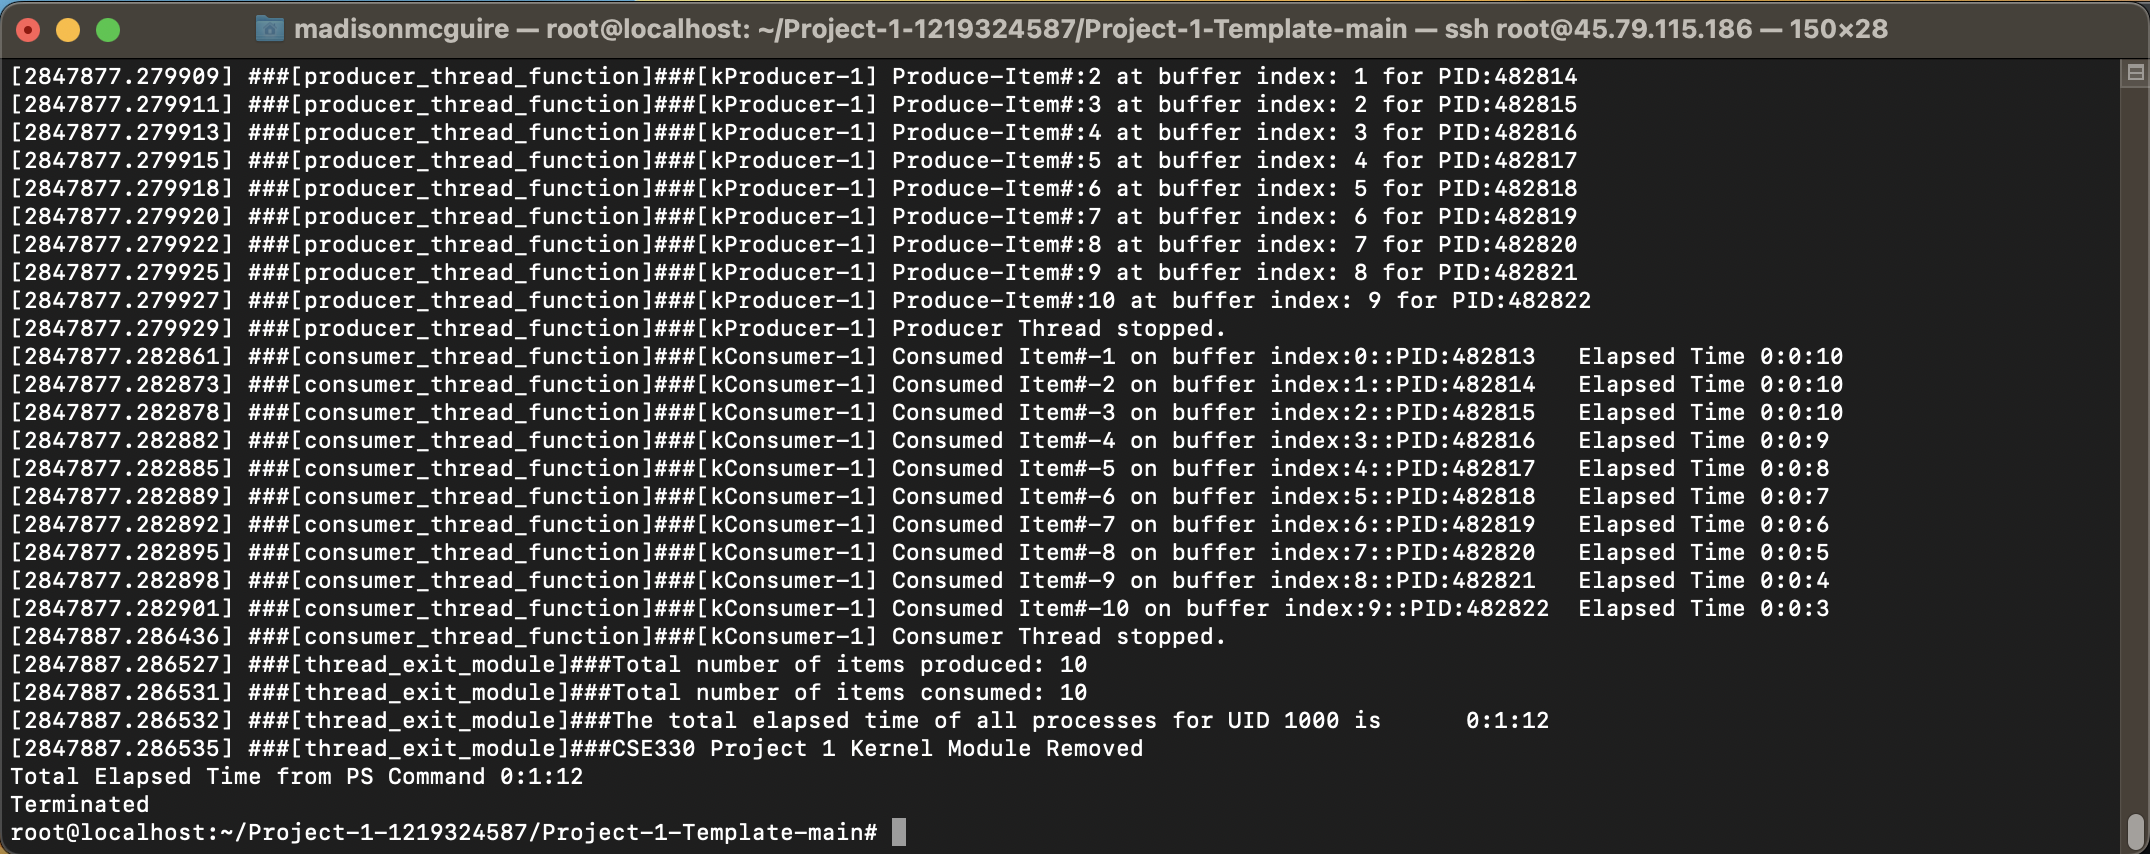 madisonmcguire — root@localhost: ~/Project-1-1219324587/Project-1-Template-main — ssh root@45.79.115.186 — 150×28
[2847877.279909] ###[producer_thread_function]###[kProducer-1] Produce-Item#:2 at buffer index: 1 for PID:482814
[2847877.279911] ###[producer_thread_function]###[kProducer-1] Produce-Item#:3 at buffer index: 2 for PID:482815
[2847877.279913] ###[producer_thread_function]###[kProducer-1] Produce-Item#:4 at buffer index: 3 for PID:482816
[2847877.279915] ###[producer_thread_function]###[kProducer-1] Produce-Item#:5 at buffer index: 4 for PID:482817
[2847877.279918] ###[producer_thread_function]###[kProducer-1] Produce-Item#:6 at buffer index: 5 for PID:482818
[2847877.279920] ###[producer_thread_function]###[kProducer-1] Produce-Item#:7 at buffer index: 6 for PID:482819
[2847877.279922] ###[producer_thread_function]###[kProducer-1] Produce-Item#:8 at buffer index: 7 for PID:482820
[2847877.279925] ###[producer_thread_function]###[kProducer-1] Produce-Item#:9 at buffer index: 8 for PID:482821
[2847877.279927] ###[producer_thread_function]###[kProducer-1] Produce-Item#:10 at buffer index: 9 for PID:482822
[2847877.279929] ###[producer_thread_function]###[kProducer-1] Producer Thread stopped.
[2847877.282861] ###[consumer_thread_function]###[kConsumer-1] Consumed Item#-1 on buffer index:0::PID:482813   Elapsed Time 0:0:10
[2847877.282873] ###[consumer_thread_function]###[kConsumer-1] Consumed Item#-2 on buffer index:1::PID:482814   Elapsed Time 0:0:10
[2847877.282878] ###[consumer_thread_function]###[kConsumer-1] Consumed Item#-3 on buffer index:2::PID:482815   Elapsed Time 0:0:10
[2847877.282882] ###[consumer_thread_function]###[kConsumer-1] Consumed Item#-4 on buffer index:3::PID:482816   Elapsed Time 0:0:9
[2847877.282885] ###[consumer_thread_function]###[kConsumer-1] Consumed Item#-5 on buffer index:4::PID:482817   Elapsed Time 0:0:8
[2847877.282889] ###[consumer_thread_function]###[kConsumer-1] Consumed Item#-6 on buffer index:5::PID:482818   Elapsed Time 0:0:7
[2847877.282892] ###[consumer_thread_function]###[kConsumer-1] Consumed Item#-7 on buffer index:6::PID:482819   Elapsed Time 0:0:6
[2847877.282895] ###[consumer_thread_function]###[kConsumer-1] Consumed Item#-8 on buffer index:7::PID:482820   Elapsed Time 0:0:5
[2847877.282898] ###[consumer_thread_function]###[kConsumer-1] Consumed Item#-9 on buffer index:8::PID:482821   Elapsed Time 0:0:4
[2847877.282901] ###[consumer_thread_function]###[kConsumer-1] Consumed Item#-10 on buffer index:9::PID:482822  Elapsed Time 0:0:3
[2847887.286436] ###[consumer_thread_function]###[kConsumer-1] Consumer Thread stopped.
[2847887.286527] ###[thread_exit_module]###Total number of items produced: 10
[2847887.286531] ###[thread_exit_module]###Total number of items consumed: 10
[2847887.286532] ###[thread_exit_module]###The total elapsed time of all processes for UID 1000 is      0:1:12
[2847887.286535] ###[thread_exit_module]###CSE330 Project 1 Kernel Module Removed
Total Elapsed Time from PS Command 0:1:12
Terminated
root@localhost:~/Project-1-1219324587/Project-1-Template-main#